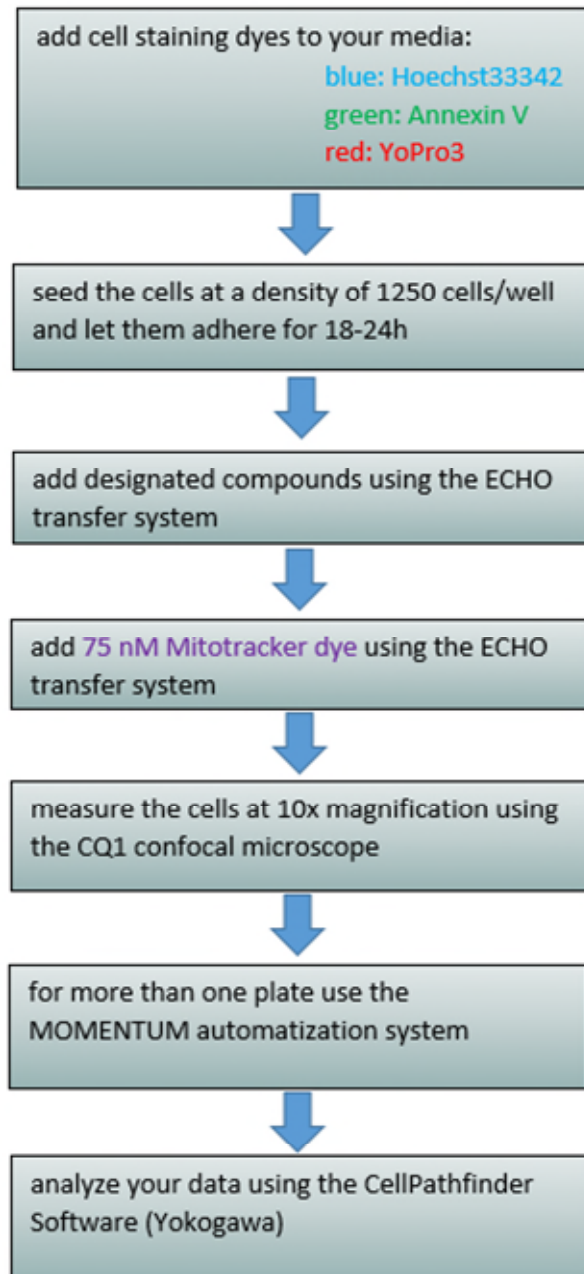 add cell staining dyes to your media:
blue: Hoechst33342
green: Annexin V
red: YoPro3
seed the cells at a density of 1250 cells/well
and let them adhere for 18-24h
add designated compounds using the ECHO
transfer system
add 75 nM Mitotracker dye using the ECHO
transfer system
measure the cells at 10x magnification using
the CQ1 confocal microscope
for more than one plate use the
MOMENTUM automatization system
analyze your data using the CellPathfinder
Software (Yokogawa)